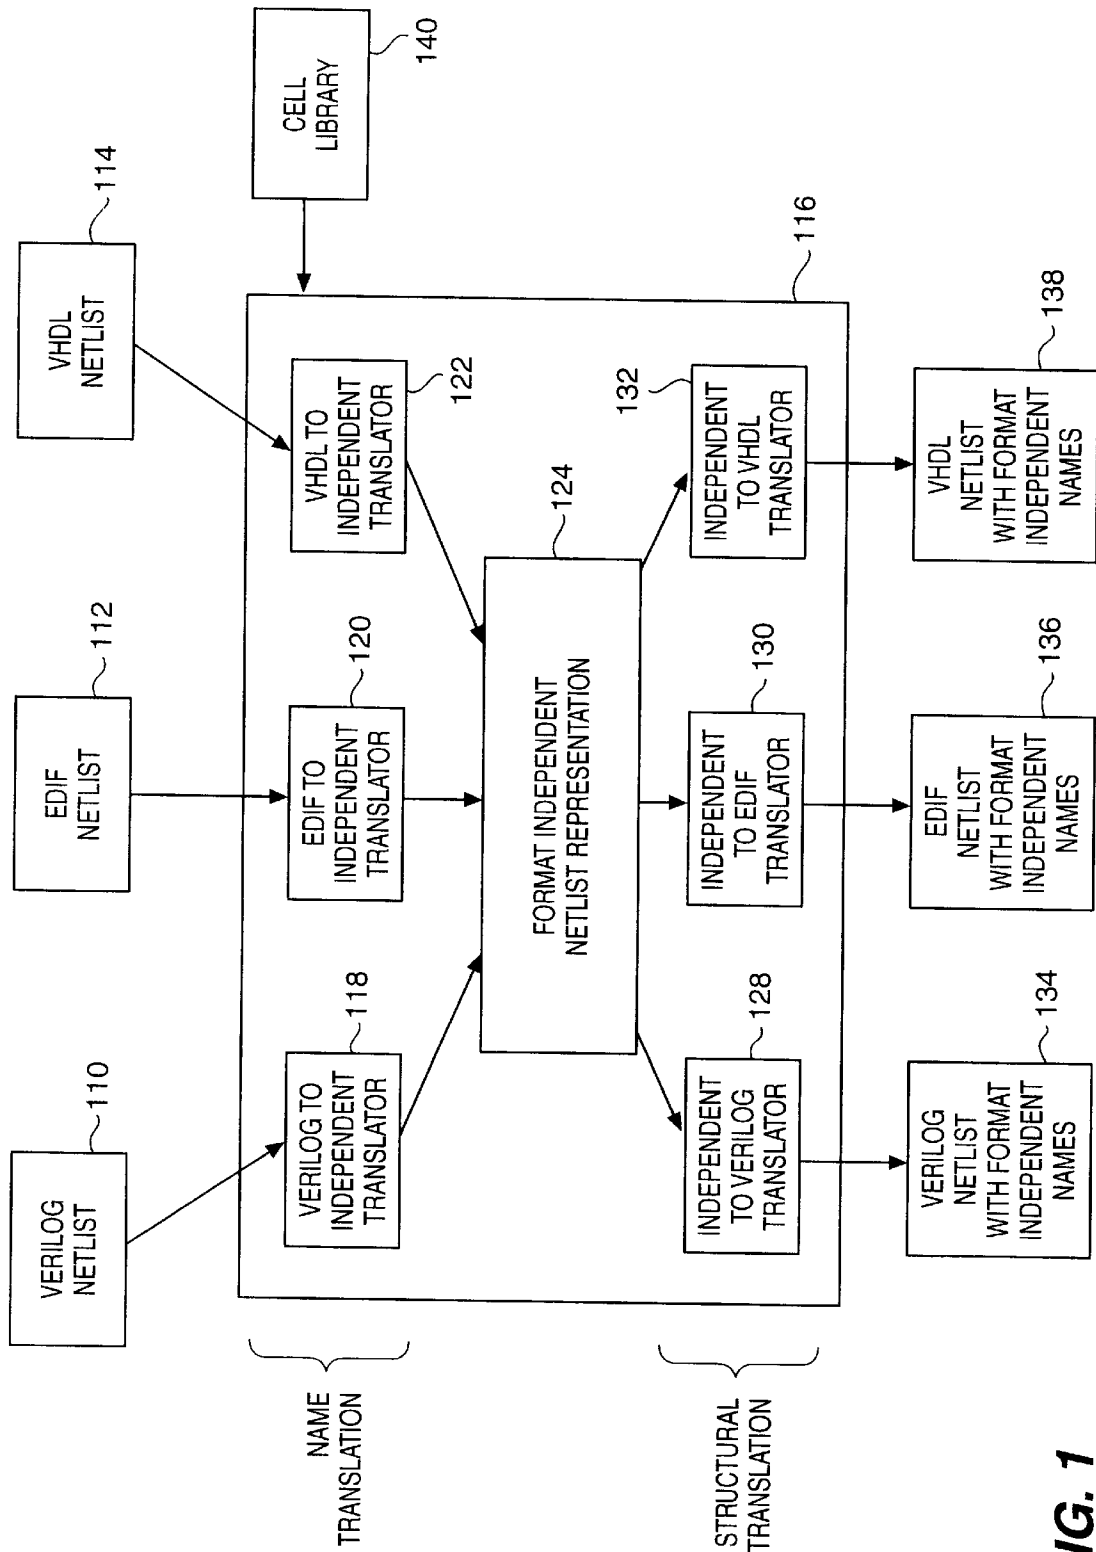 VERILOG
NETLIST
110
EDIF
NETLIST
112
VHDL
NETLIST
114
CELL
LIBRARY
140
NAME
TRANSLATION
VERILOG TO
INDEPENDENT
TRANSLATOR
118
EDIF TO
INDEPENDENT
TRANSLATOR
120
VHDL TO
INDEPENDENT
TRANSLATOR
122
116
FORMAT INDEPENDENT
NETLIST REPRESENTATION
124
STRUCTURAL
TRANSLATION
INDEPENDENT
TO VERILOG
TRANSLATOR
128
INDEPENDENT
TO EDIF
TRANSLATOR
130
INDEPENDENT
TO VHDL
TRANSLATOR
132
VERILOG
NETLIST
WITH FORMAT
INDEPENDENT
NAMES
134
EDIF
NETLIST
WITH FORMAT
INDEPENDENT
NAMES
136
VHDL
NETLIST
WITH FORMAT
INDEPENDENT
NAMES
138
IG. 1